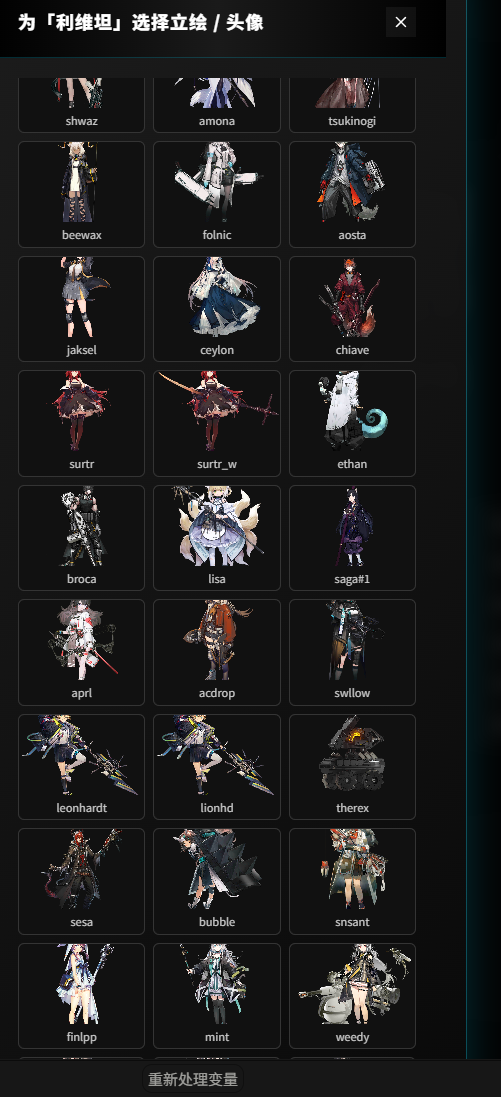 为「利维坦」选择立绘 / 头像
shwaz amona tsukinogi
beewax folnic aosta
jaksel ceylon chiave
surtr surtr_w ethan
broca lisa saga#1
aprl acdrop swllow
leonhardt lionhd therex
sesa bubble snsant
finlpp mint weedy
重新处理变量